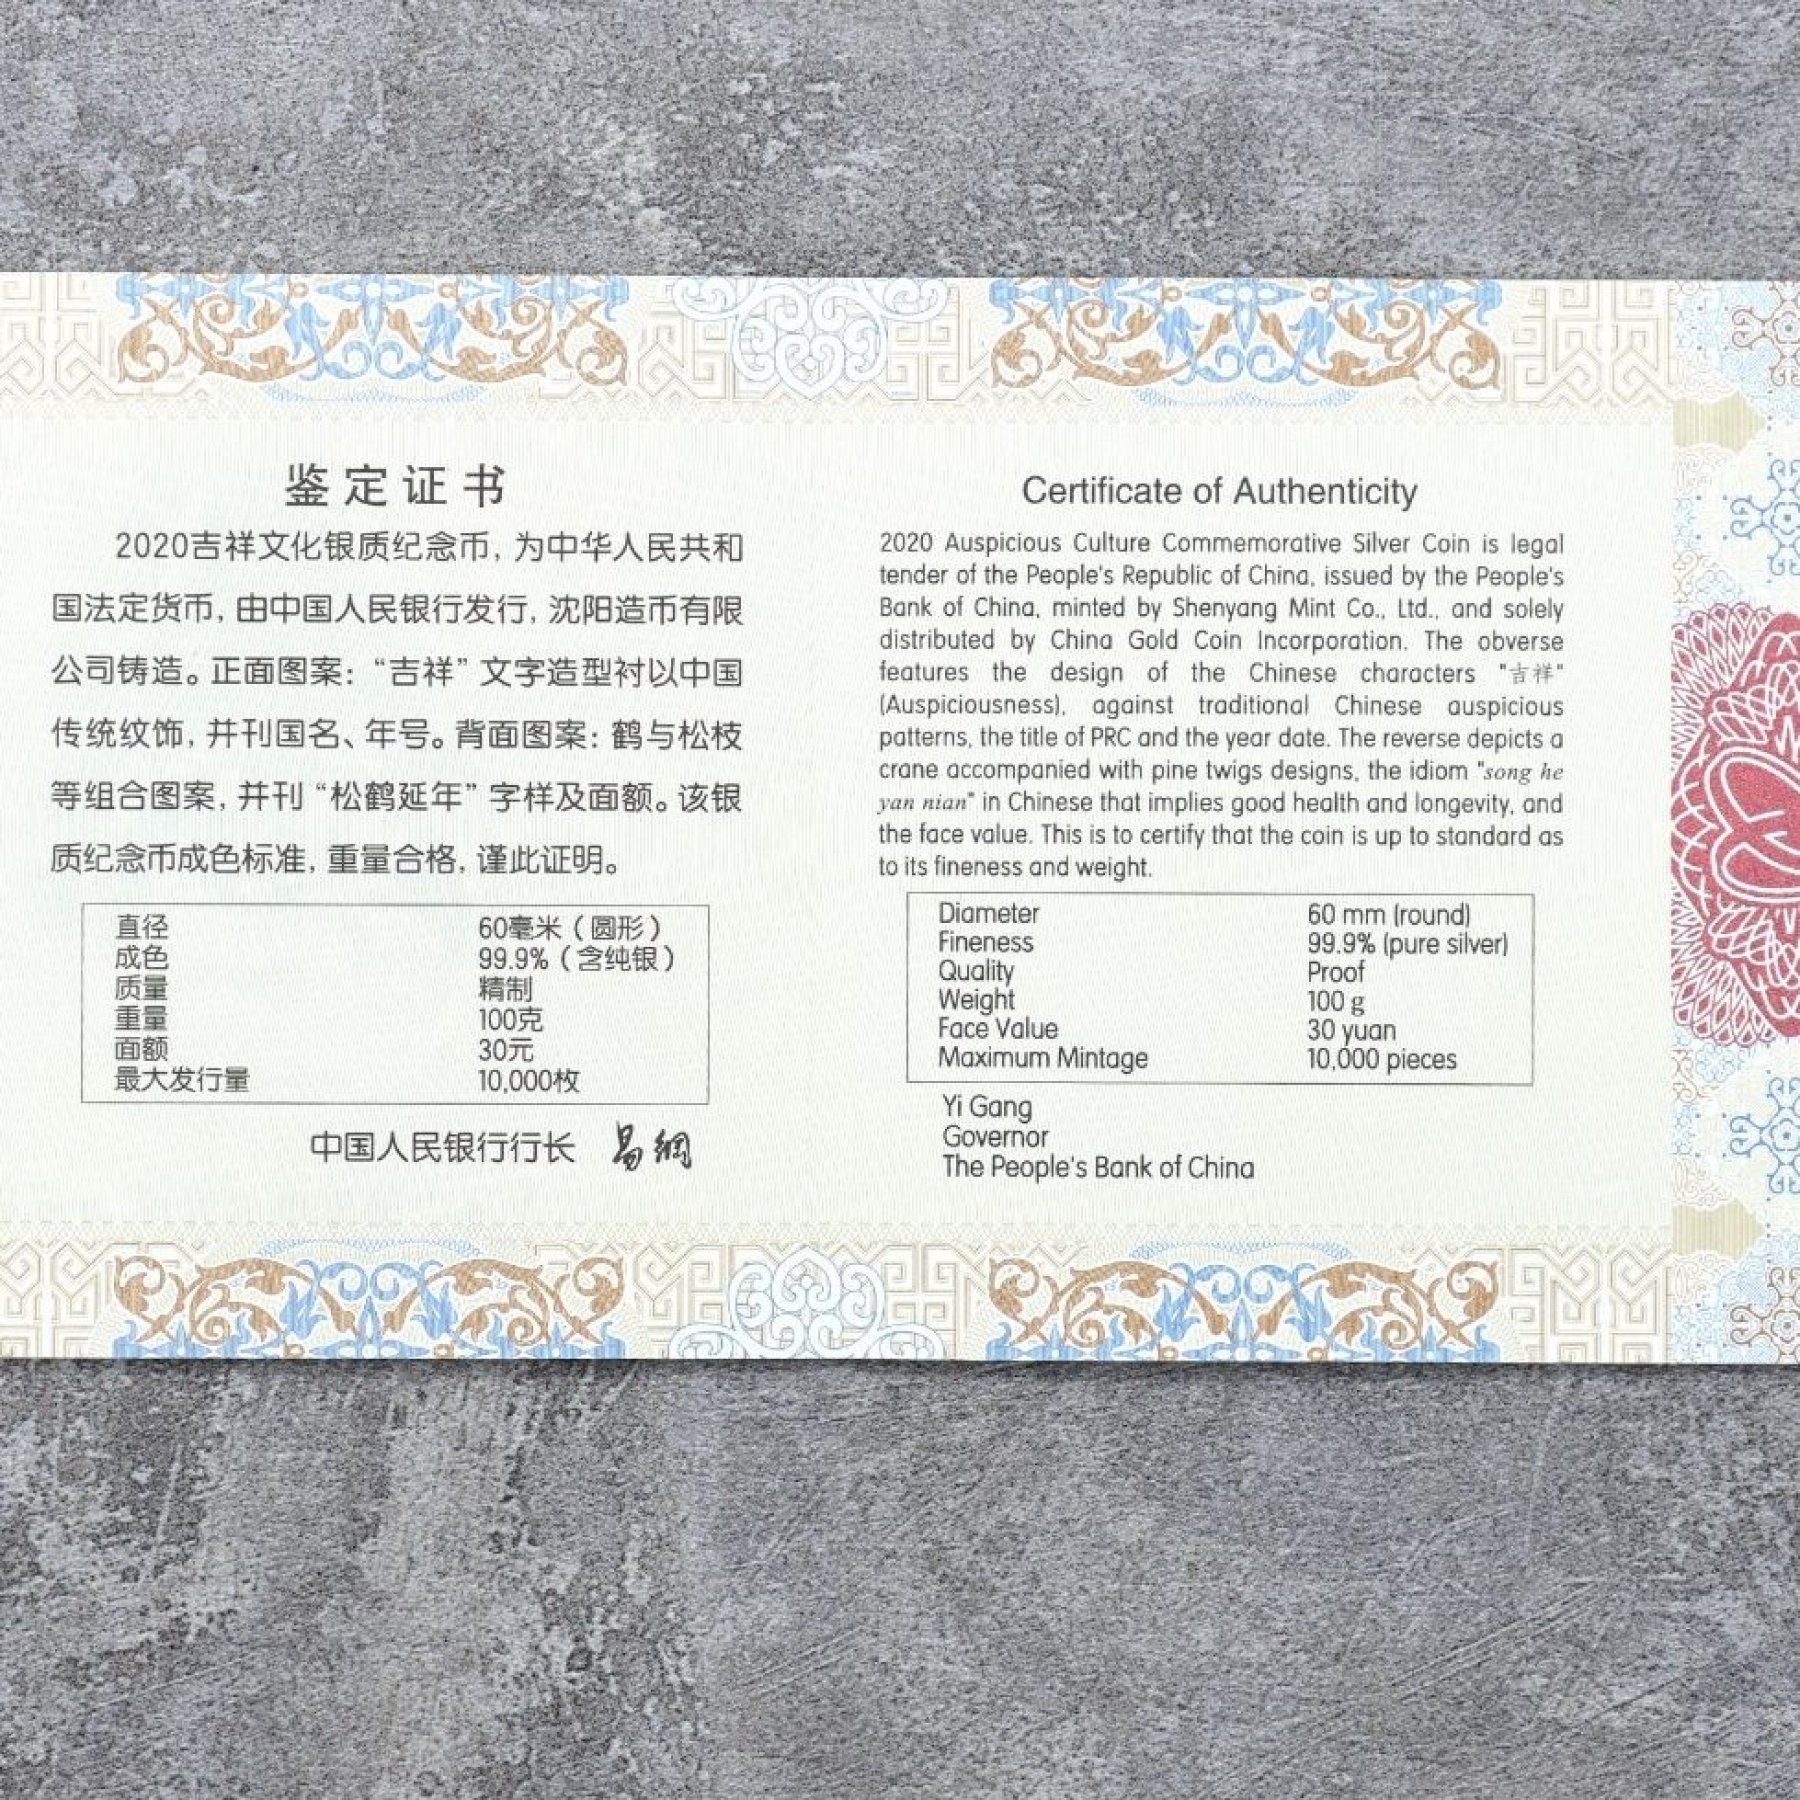 鉴定证书
2020吉祥文化银质纪念币，为中华人民共和
国法定货币，由中国人民银行发行，沈阳造币有限
公司铸造。正面图案：“吉祥”文字造型衬以中国
传统纹饰，并刊国名、年号。背面图案：鹤与松枝
等组合图案，并刊“松鹤延年”字样及面额。该银
质纪念币成色标准，重量合格，谨此证明。
直径 60毫米（圆形）
成色 99.9%（含纯银）
质量 精制
重量 100克
面额 30元
最大发行量 10,000枚
中国人民银行行长 易纲
Certificate of Authenticity
2020 Auspicious Culture Commemorative Silver Coin is legal
tender of the People's Republic of China, issued by the People's
Bank of China, minted by Shenyang Mint Co., Ltd., and solely
distributed by China Gold Coin Incorporation. The obverse
features the design of the Chinese characters "吉祥"
(Auspiciousness), against traditional Chinese auspicious
patterns, the title of PRC and the year date. The reverse depicts a
crane accompanied with pine twigs designs, the idiom "song he
yan nian" in Chinese that implies good health and longevity, and
the face value. This is to certify that the coin is up to standard as
to its fineness and weight.
Diameter 60 mm (round)
Fineness 99.9% (pure silver)
Quality Proof
Weight 100 g
Face Value 30 yuan
Maximum Mintage 10,000 pieces
Yi Gang
Governor
The People's Bank of China